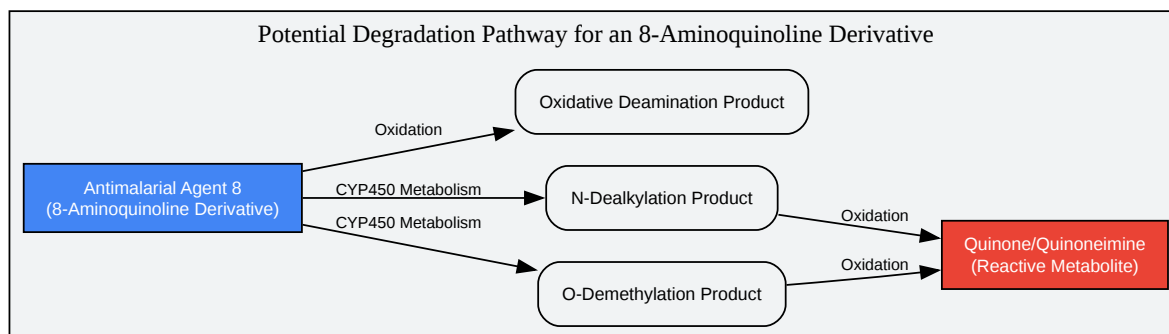 Potential Degradation Pathway for an 8-Aminoquinoline Derivative
Oxidative Deamination Product
Oxidation
Antimalarial Agent 8
(8-Aminoquinoline Derivative)
CYP450 Metabolism
N-Dealkylation Product
CYP450 Metabolism
Oxidation
Quinone/Quinoneimine
(Reactive Metabolite)
Oxidation
O-Demethylation Product